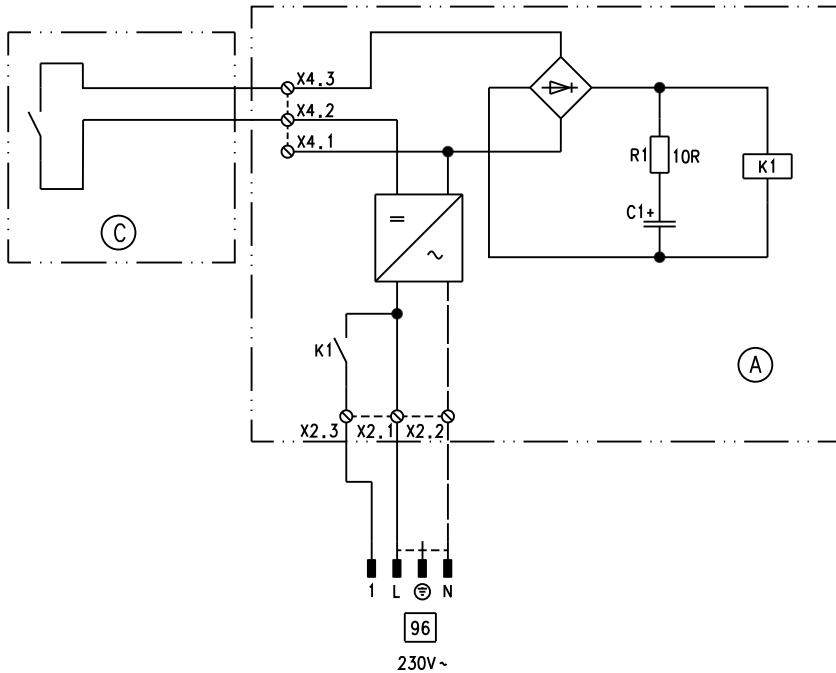 X4.3
X4.2
X4.1
R1 10R
K1
C1+
C
K1
A
X2.3 X2.1 X2.2
1 L N
96
230V~